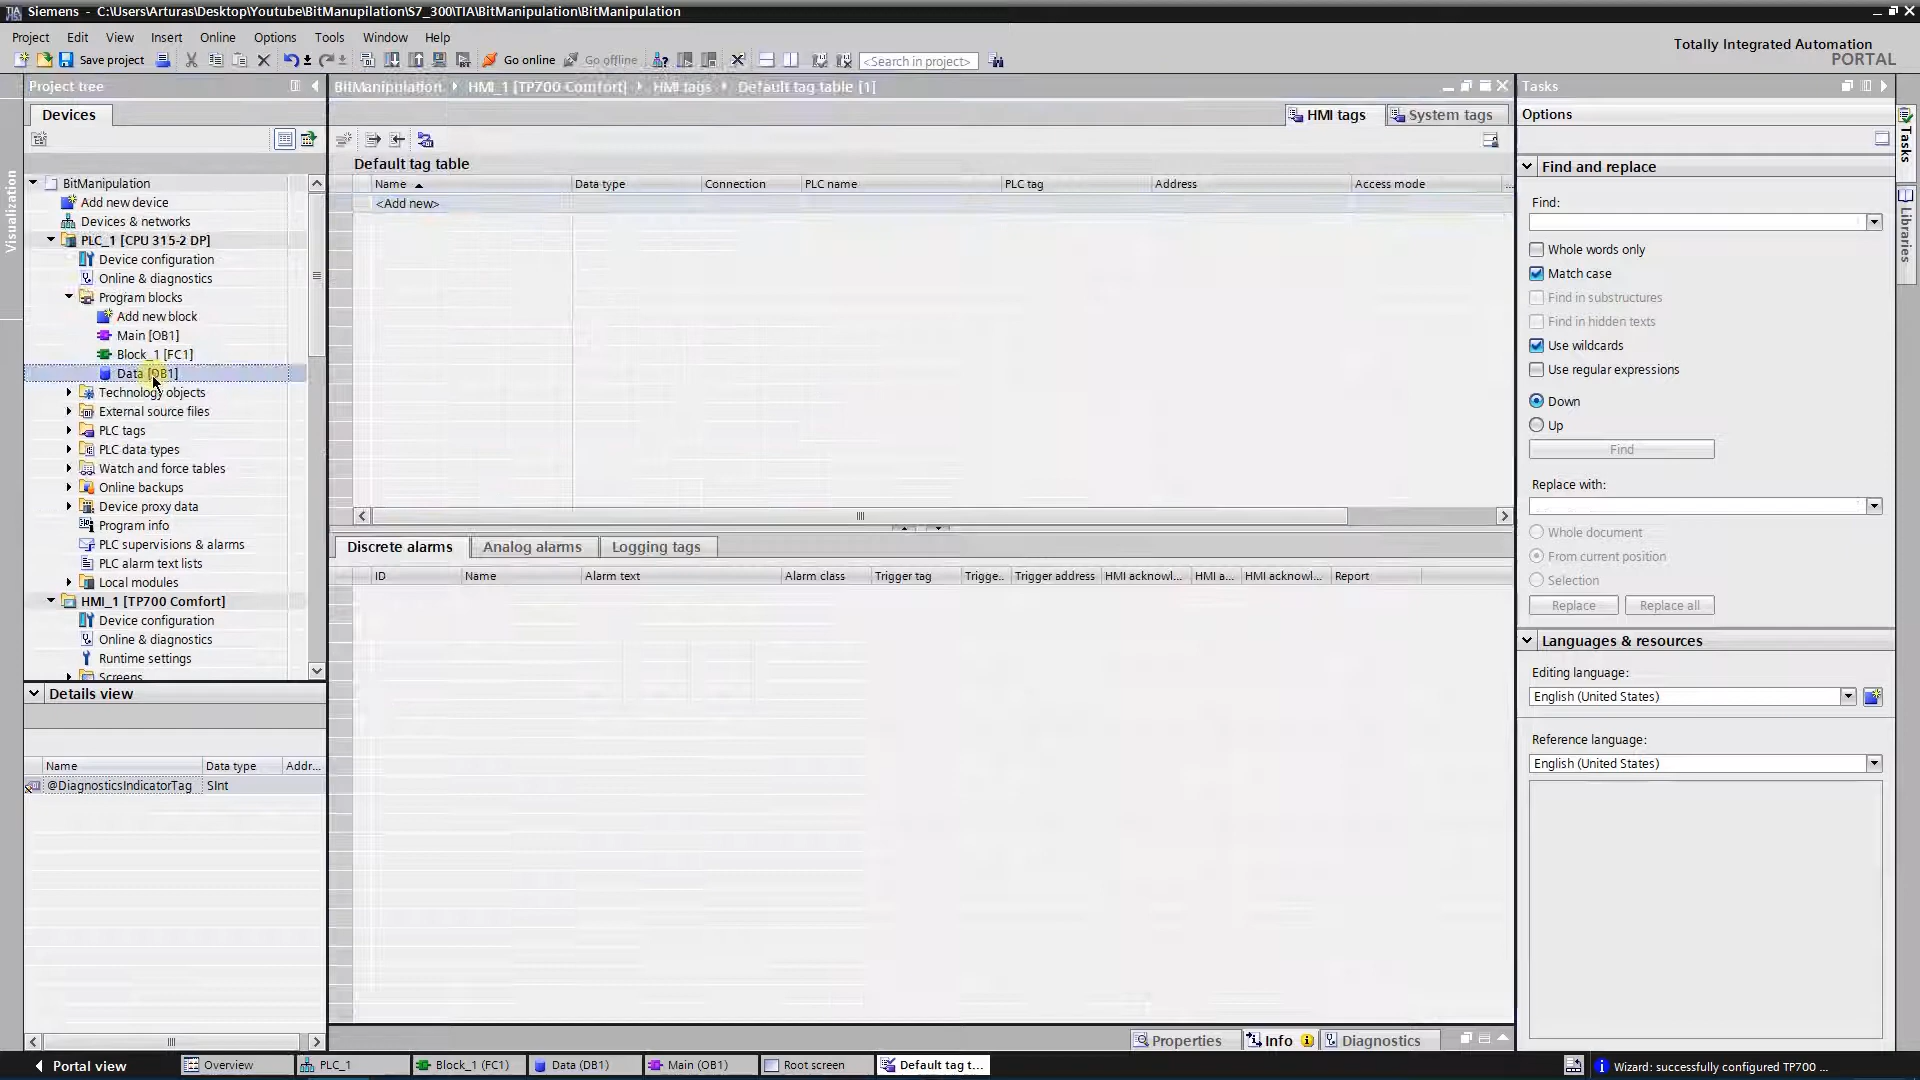 Siemens - C:\Users\Arturas\Desktop\Youtube\BitManupilation\S7_300\TIA\BitManipulation\BitManipulation
Project Edit View Insert Online Options Tools Window Help
Totally Integrated Automation
PORTAL
Save project Go online Go offline <Search in project>
Project tree
BitManipulation HMI_1 [TP700 Comfort] HMI tags Default tag table [1]
Tasks
Devices
HMI tags System tags
Options
Default tag table
Name Data type Connection PLC name PLC tag Address Access mode ...
<Add new>
BitManipulation
Add new device
Devices & networks
PLC_1 [CPU 315-2 DP]
Device configuration
Online & diagnostics
Program blocks
Add new block
Main [OB1]
Block_1 [FC1]
Data [DB1]
Technology objects
External source files
PLC tags
PLC data types
Watch and force tables
Online backups
Device proxy data
Program info
PLC supervisions & alarms
PLC alarm text lists
Local modules
HMI_1 [TP700 Comfort]
Device configuration
Online & diagnostics
Runtime settings
Screens
Details view
Name Data type Addr...
@DiagnosticsIndicatorTag SInt
Discrete alarms Analog alarms Logging tags
ID Name Alarm text Alarm class Trigger tag Trigge.. Trigger address HMI acknowl... HMI a... HMI acknowl... Report
Find and replace
Find:
Whole words only
Match case
Find in substructures
Find in hidden texts
Use wildcards
Use regular expressions
Down
Up
Find
Replace with:
Whole document
From current position
Selection
Replace Replace all
Languages & resources
Editing language:
English (United States)
Reference language:
English (United States)
Visualization
Tasks
Libraries
Properties Info Diagnostics
Portal view Overview PLC_1 Block_1 (FC1) Data (DB1) Main (OB1) Root screen Default tag t...
Wizard: successfully configured TP700 ...